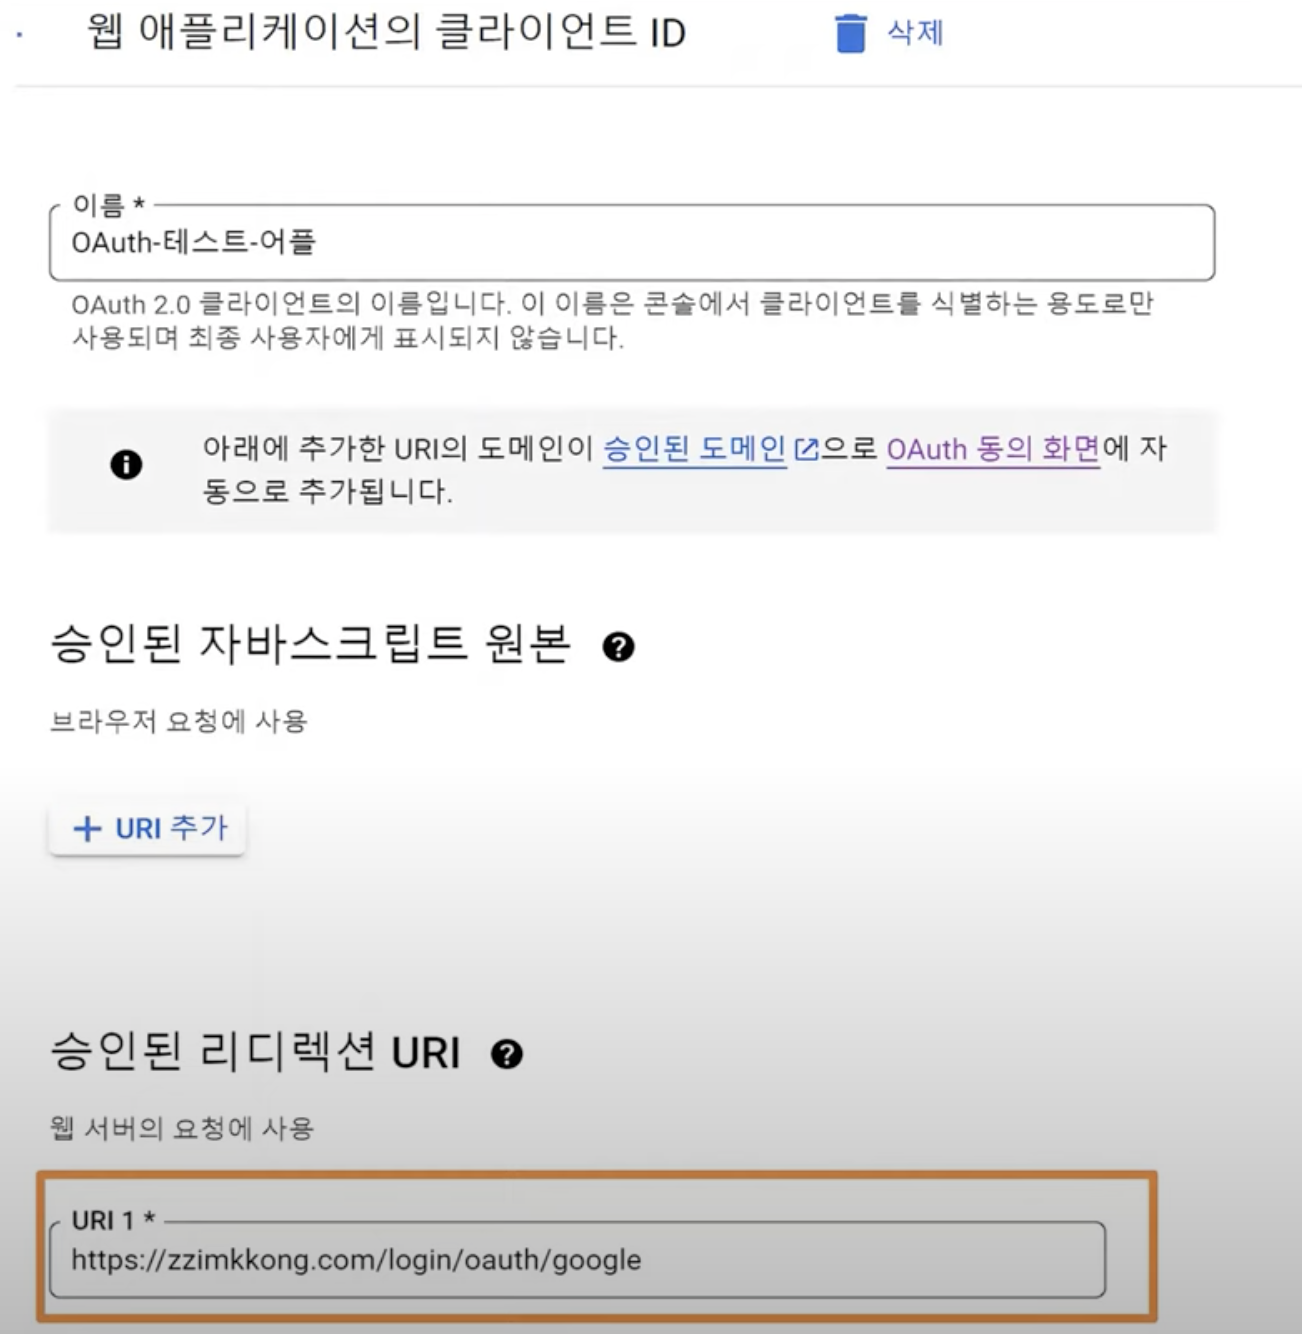 웹 애플리케이션의 클라이언트 ID
삭제
이름 *
OAuth-테스트-어플
OAuth 2.0 클라이언트의 이름입니다. 이 이름은 콘솔에서 클라이언트를 식별하는 용도로만
사용되며 최종 사용자에게 표시되지 않습니다.
아래에 추가한 URI의 도메인이 승인된 도메인으로 OAuth 동의 화면에 자
동으로 추가됩니다.
승인된 자바스크립트 원본
브라우저 요청에 사용
+ URI 추가
승인된 리디렉션 URI
웹 서버의 요청에 사용
URI 1 *
https://zzimkkong.com/login/oauth/google